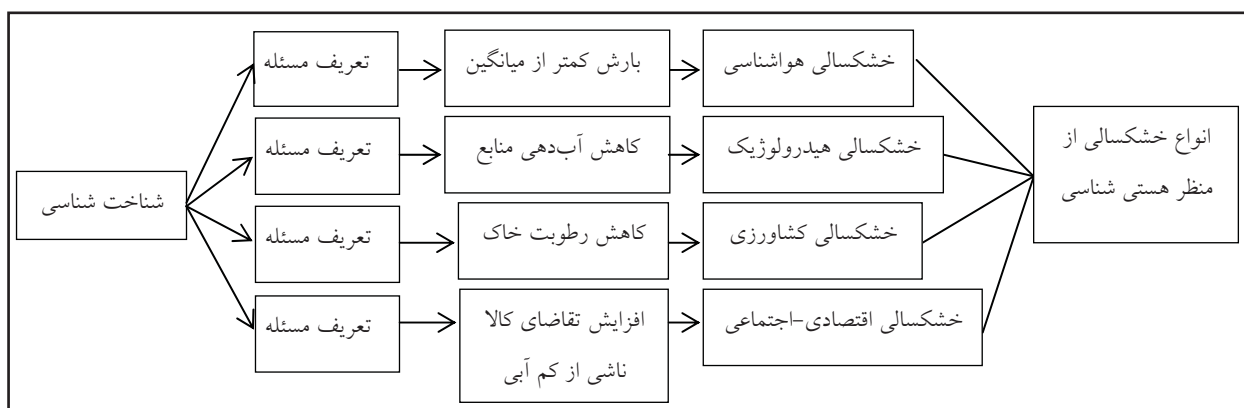 شناخت شناسی
تعریف مسئله
بارش کمتر از میانگین
خشکسالی هواشناسی
تعریف مسئله
کاهش آب‌دهی منابع
خشکسالی هیدرولوژیک
تعریف مسئله
کاهش رطوبت خاک
خشکسالی کشاورزی
تعریف مسئله
افزایش تقاضای کالا
ناشی از کم آبی
خشکسالی اقتصادی-اجتماعی
انواع خشکسالی از
منظر هستی شناسی